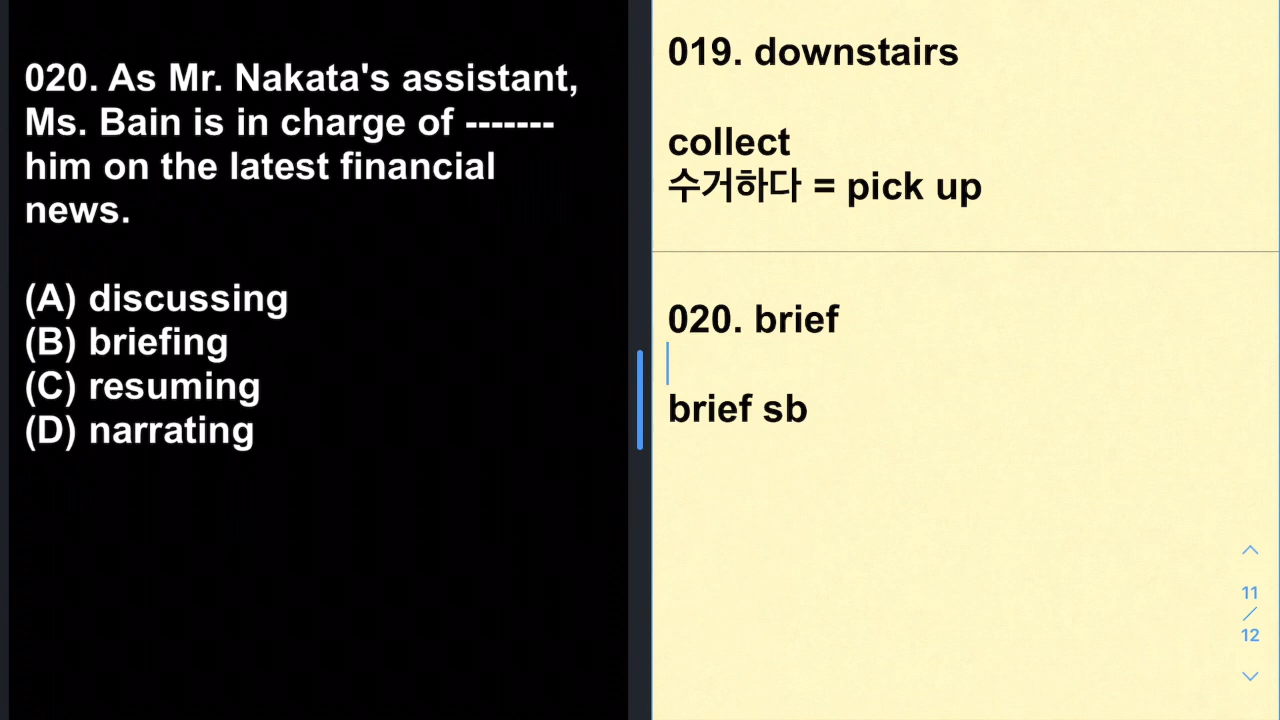 020. As Mr. Nakata's assistant,
Ms. Bain is in charge of -------
him on the latest financial
news.
(A) discussing
(B) briefing
(C) resuming
(D) narrating
019. downstairs
collect
수거하다 = pick up
020. brief
brief sb
11
/
12